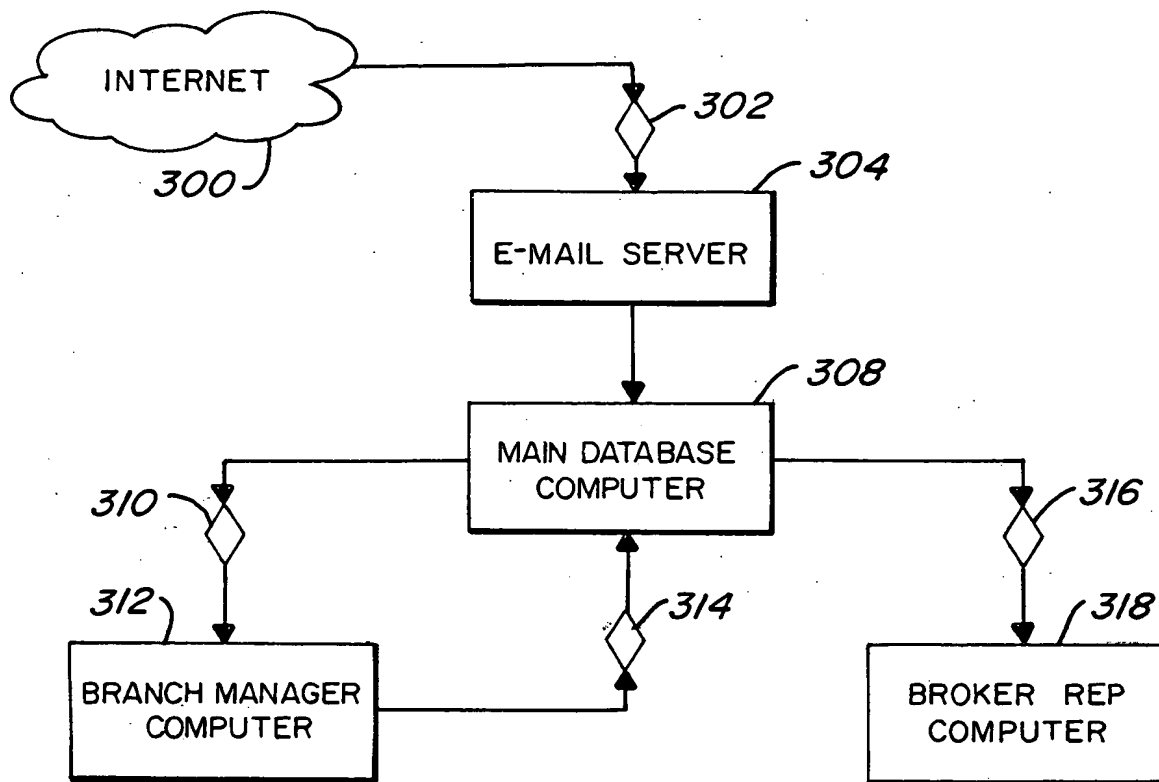 INTERNET
300
302
304
E-MAIL SERVER
308
MAIN DATABASE
COMPUTER
310
316
312
314
318
BRANCH MANAGER
COMPUTER
BROKER REP
COMPUTER